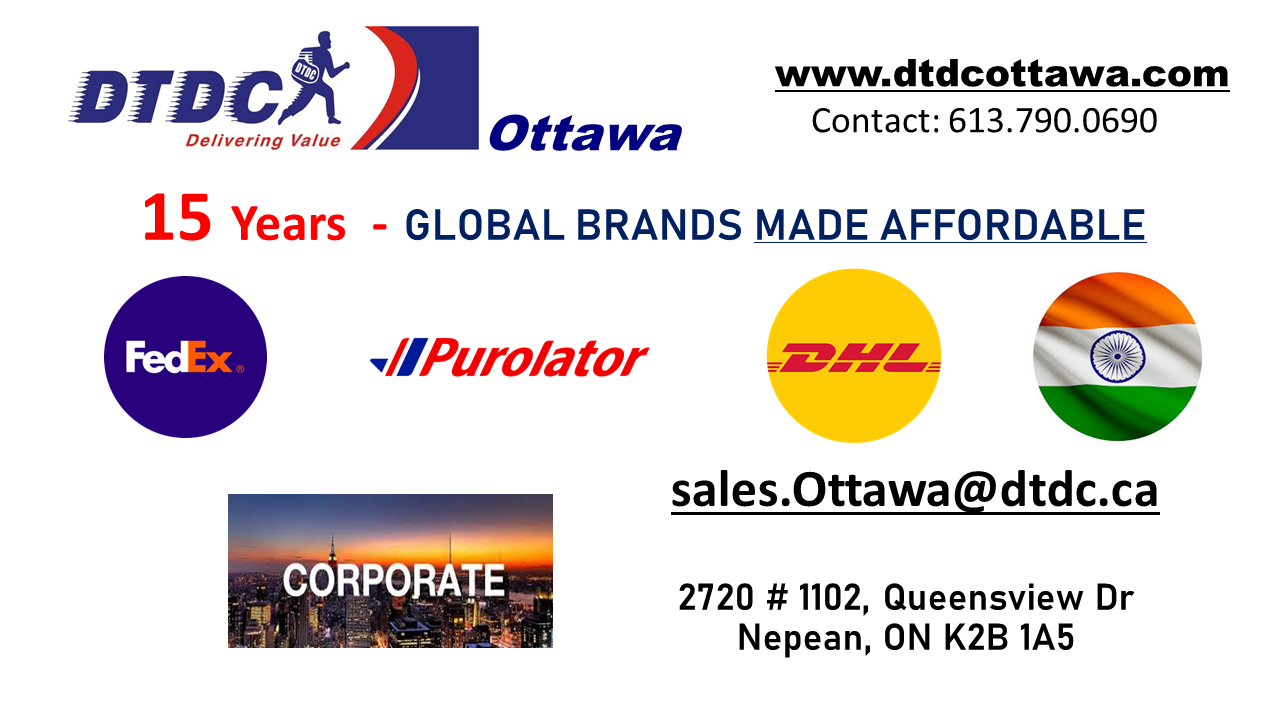 DTDC
DTDC
Delivering Value
Ottawa
www.dtdcottawa.com
Contact: 613.790.0690
15 Years - GLOBAL BRANDS MADE AFFORDABLE
FedEx®
Purolator
DHL
sales.Ottawa@dtdc.ca
CORPORATE
2720 # 1102, Queensview Dr
Nepean, ON K2B 1A5